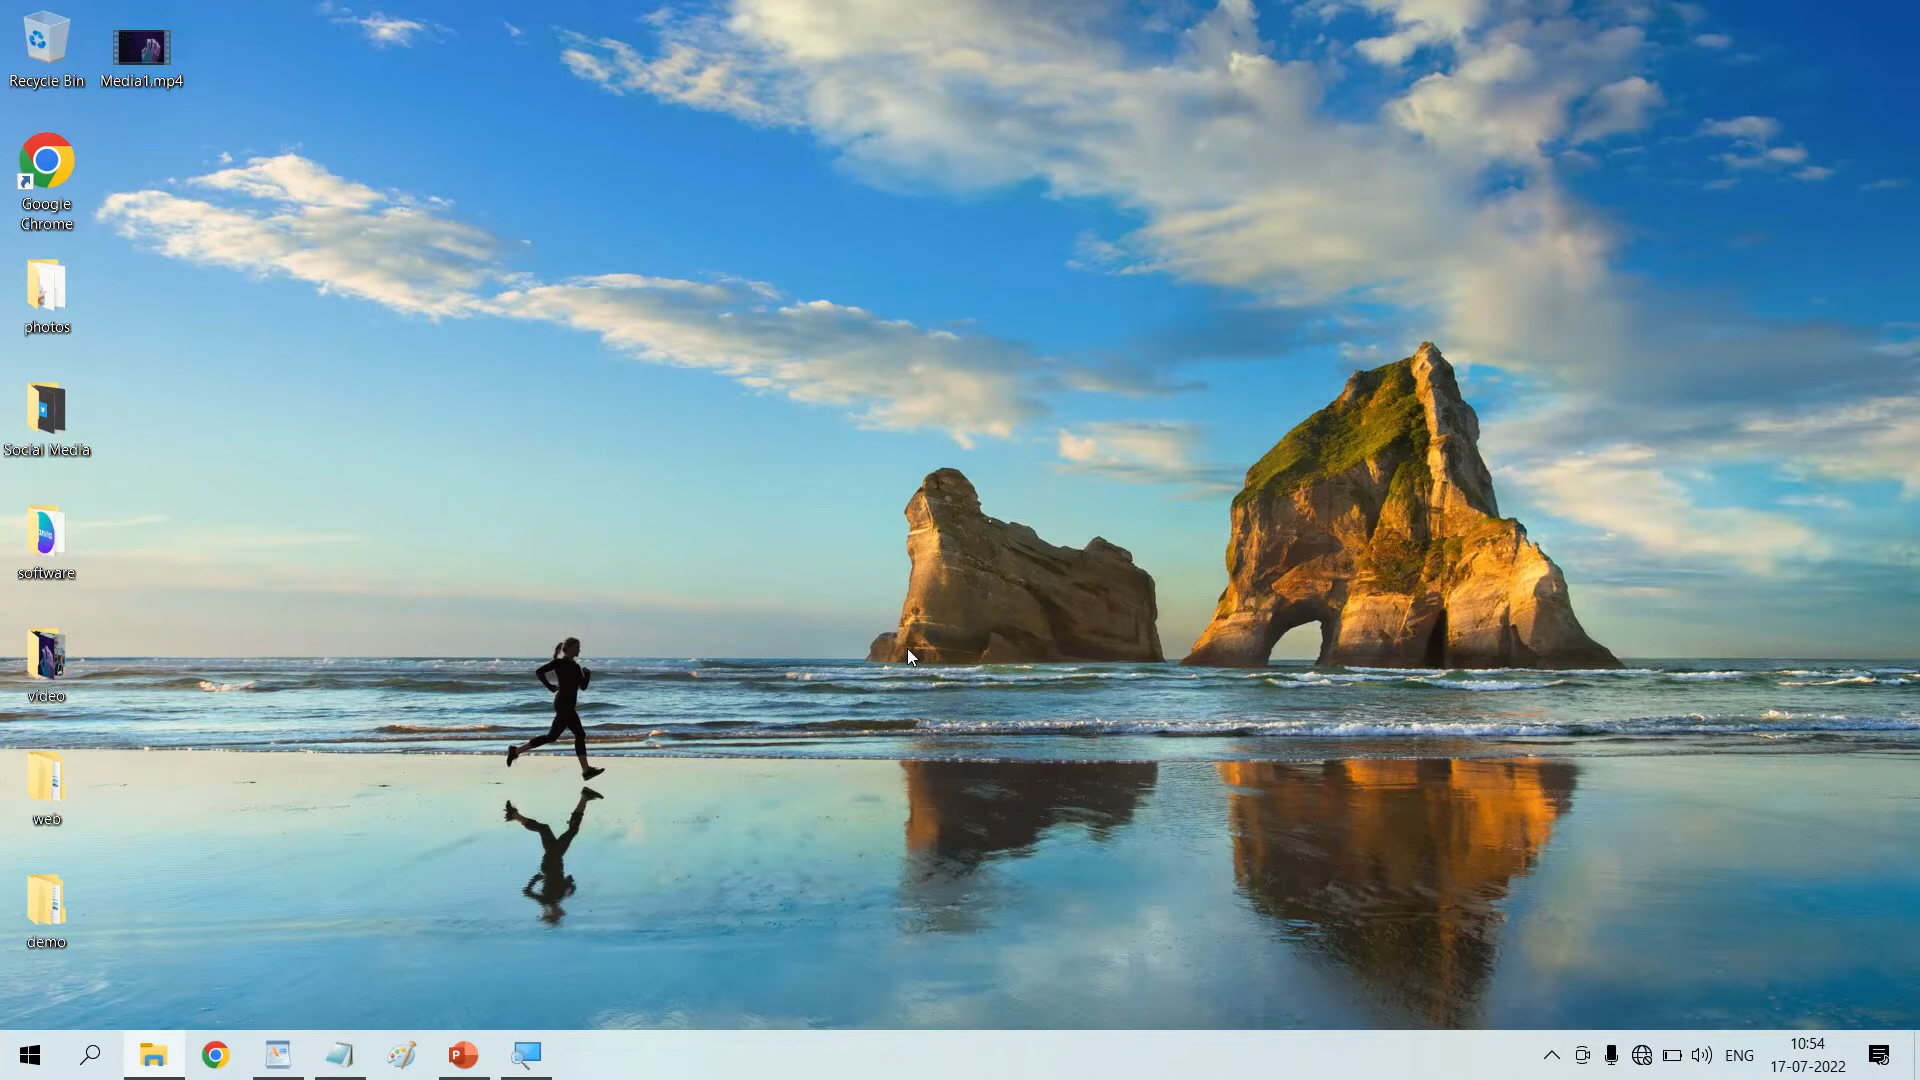 Recycle Bin
Media1.mp4
Google
Chrome
photos
Social Media
software
video
web
demo
ENG
10:54
17-07-2022